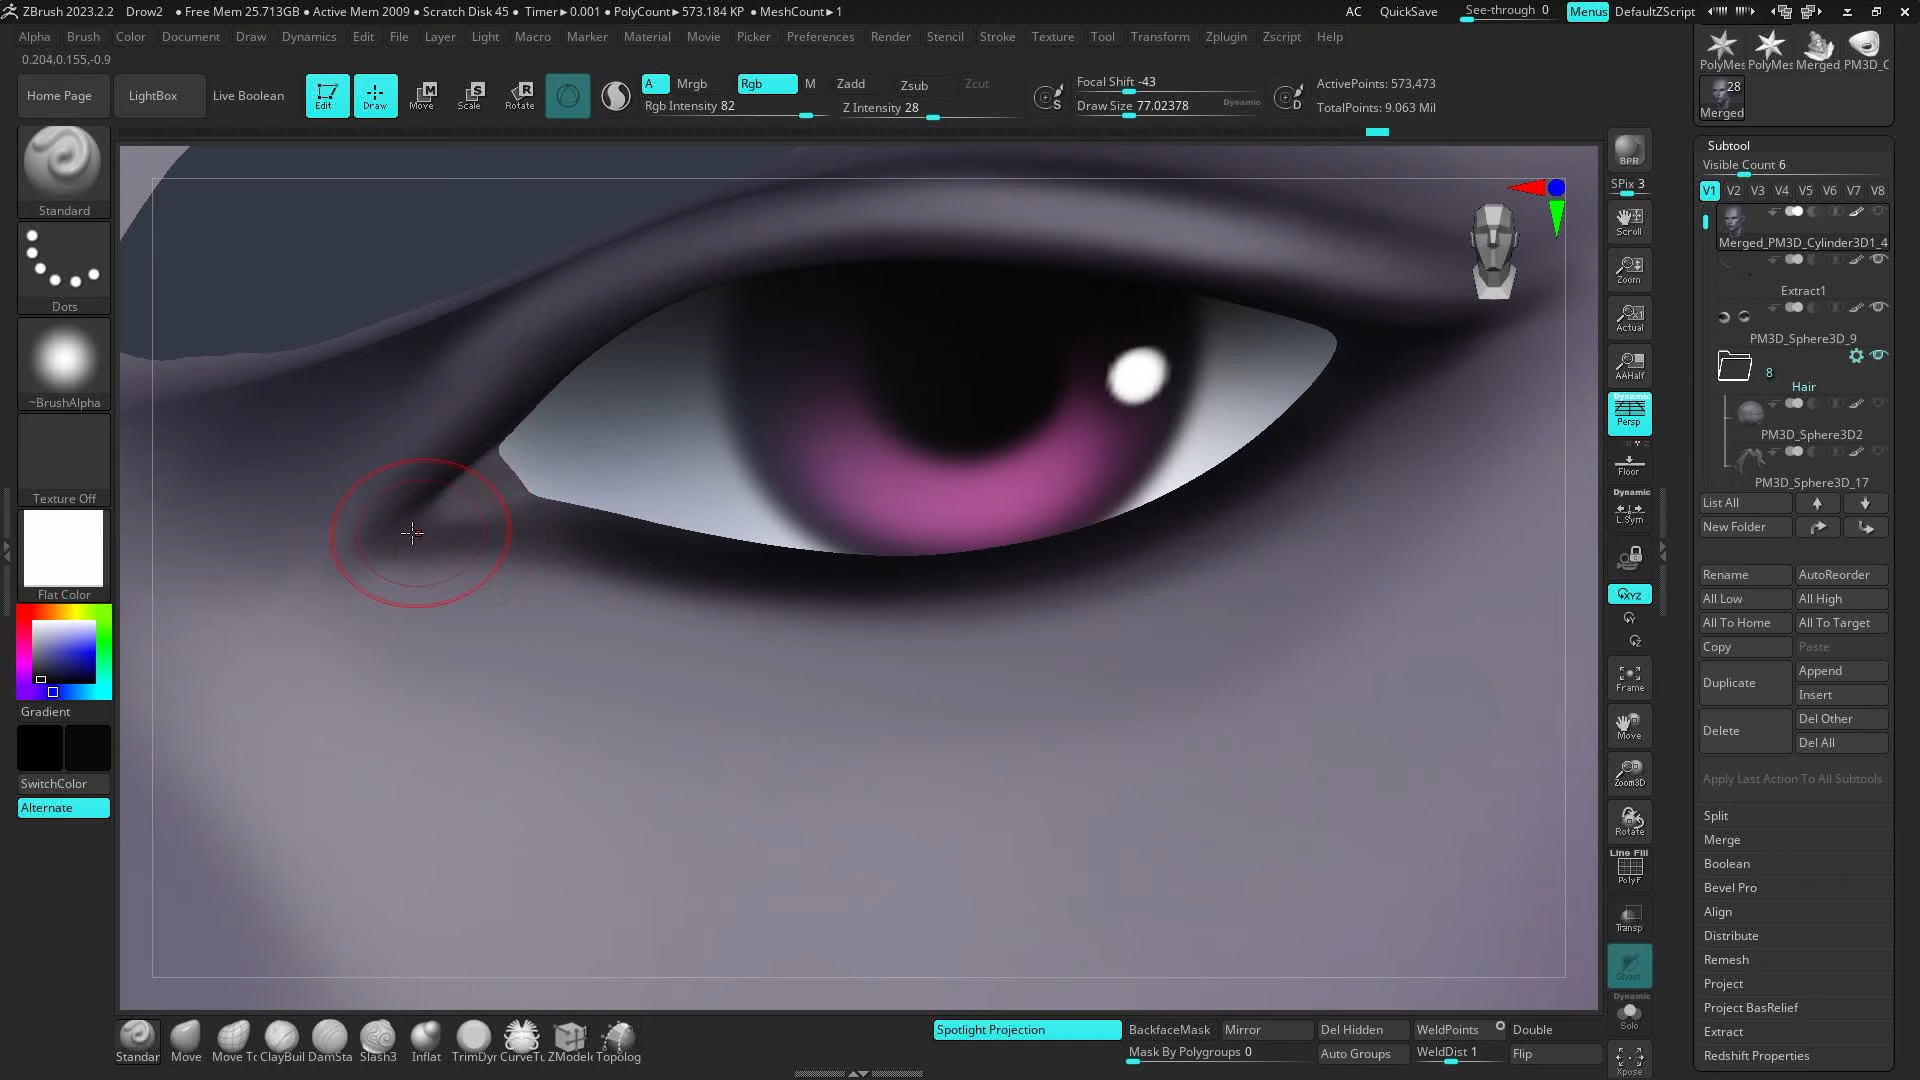 ZBrush 2023.2.2 Drow2 • Free Mem 25.713GB • Active Mem 2009 • Scratch Disk 45 • Timer►0.001 • PolyCount►573.184 KP • MeshCount►1 AC QuickSave See-through 0 Menus DefaultZScript
Alpha Brush Color Document Draw Dynamics Edit File Layer Light Macro Marker Material Movie Picker Preferences Render Stencil Stroke Texture Tool Transform Zplugin Zscript Help
0.204,0.155,-0.9
Home Page
LightBox
Live Boolean
Edit
Draw
Move
Scale
Rotate
A Mrgb Rgb M Zadd Zsub Zcut
Rgb Intensity 82
Z Intensity 28
S
Focal Shift -43
Draw Size 77.02378
Dynamic
D
ActivePoints: 573,473
TotalPoints: 9.063 Mil
Standard
Dots
~BrushAlpha
Texture Off
Flat Color
Gradient
SwitchColor
Alternate
BPR
SPix 3
Scroll
Zoom
Actual
AAHalf
Dynamic
Persp
Floor
Dynamic
L.Sym
XYZ
Frame
Move
Zoom3D
Rotate
Line Fill
PolyF
Transp
Ghost
Dynamic
Solo
Xpose
PolyMes PolyMes Merged_ PM3D_C
28
Merged
Subtool
Visible Count 6
V1 V2 V3 V4 V5 V6 V7 V8
Merged_PM3D_Cylinder3D1_4
Extract1
PM3D_Sphere3D_9
8
Hair
PM3D_Sphere3D2
PM3D_Sphere3D_17
List All
New Folder
Rename AutoReorder
All Low All High
All To Home All To Target
Copy Paste
Duplicate Append
Insert
Delete Del Other
Del All
Apply Last Action To All Subtools
Split
Merge
Boolean
Bevel Pro
Align
Distribute
Remesh
Project
Project BasRelief
Extract
Redshift Properties
Standar Move Move To ClayBuil DamSta Slash3 Inflat TrimDyr CurveTu ZModele Topolog
Spotlight Projection BackfaceMask Mirror Del Hidden WeldPoints Double
Mask By Polygroups 0 Auto Groups WeldDist 1 Flip